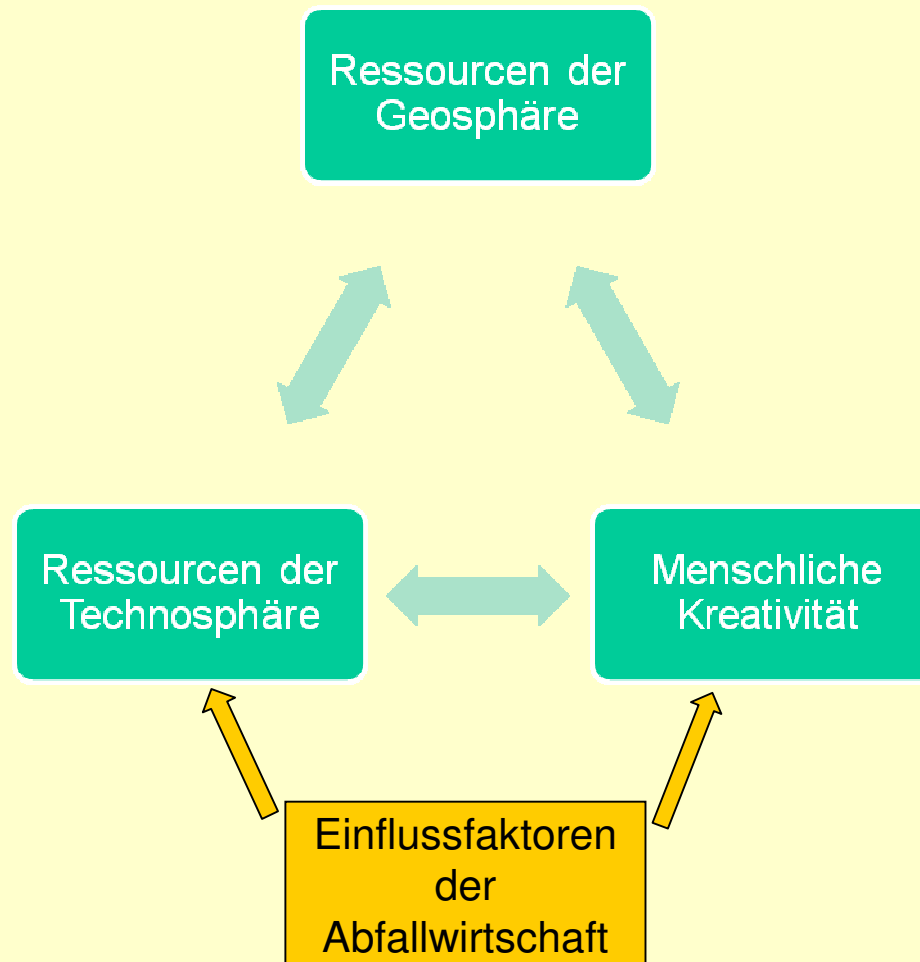 Ressourcen der
Geosphäre
Ressourcen der
Technosphäre
Menschliche
Kreativität
Einflussfaktoren
der
Abfallwirtschaft